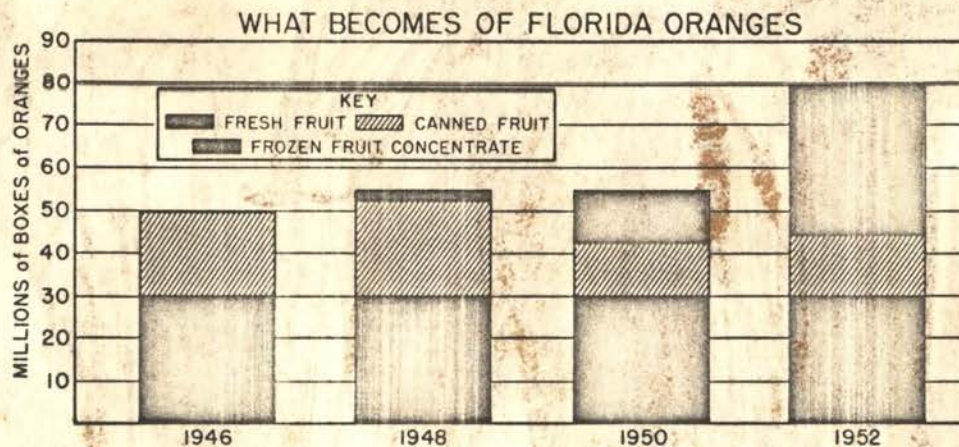 WHAT BECOMES OF FLORIDA ORANGES
MILLIONS of BOXES of ORANGES
90
80
70
60
50
40
30
20
10
KEY
FRESH FRUIT CANNED FRUIT
FROZEN FRUIT CONCENTRATE
1946 1948 1950 1952